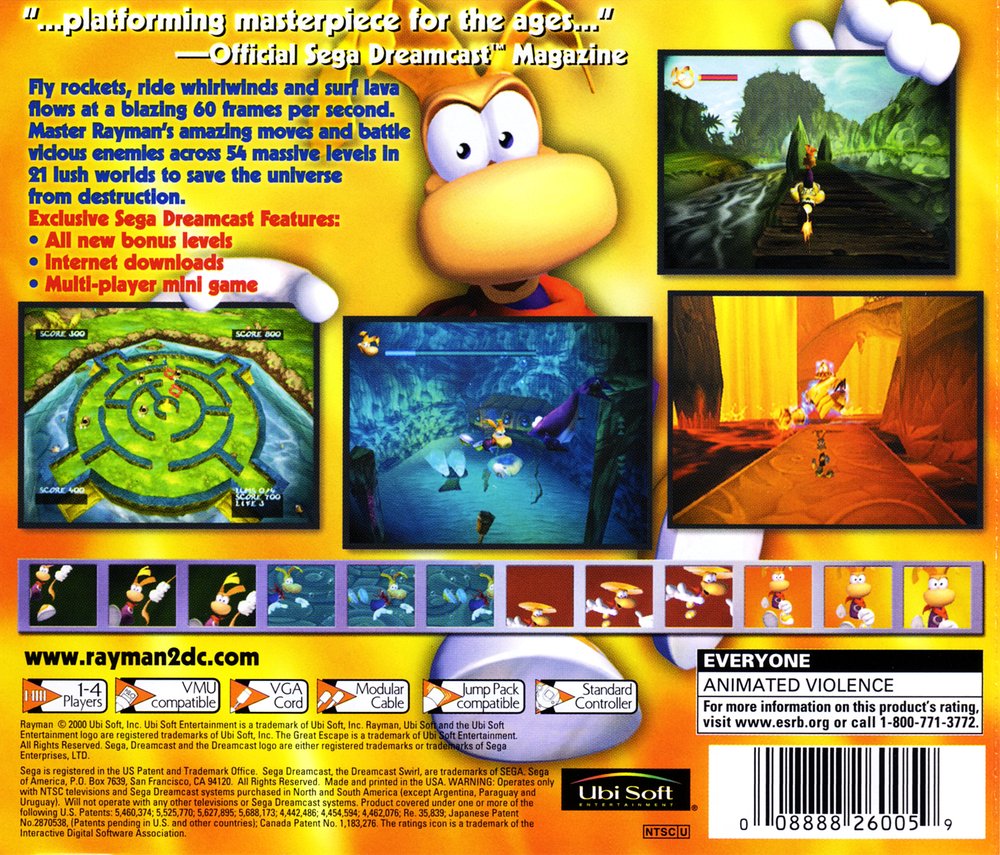 "...platforming masterpiece for the ages..."
—Official Sega Dreamcast™ Magazine
Fly rockets, ride whirlwinds and surf lava
flows at a blazing 60 frames per second.
Master Rayman's amazing moves and battle
vicious enemies across 54 massive levels in
21 lush worlds to save the universe
from destruction.
Exclusive Sega Dreamcast Features:
• All new bonus levels
• Internet downloads
• Multi-player mini game
SCORE 300
SCORE 800
SCORE 400
LUMS 0/4
SCORE 700
LIFE 3
www.rayman2dc.com
1-4
Players
VMU
compatible
VGA
Cord
Modular
Cable
Jump Pack
compatible
Standard
Controller
EVERYONE
ANIMATED VIOLENCE
For more information on this product's rating,
visit www.esrb.org or call 1-800-771-3772.
Rayman © 2000 Ubi Soft, Inc. Ubi Soft Entertainment is a trademark of Ubi Soft, Inc. Rayman, Ubi Soft and the Ubi Soft
Entertainment logo are registered trademarks of Ubi Soft, Inc. The Great Escape is a trademark of Ubi Soft Entertainment.
All Rights Reserved. Sega, Dreamcast and the Dreamcast logo are either registered trademarks or trademarks of Sega
Enterprises, LTD.
Sega is registered in the US Patent and Trademark Office. Sega Dreamcast, the Dreamcast Swirl, are trademarks of SEGA. Sega
of America, P.O. Box 7639, San Francisco, CA 94120. All Rights Reserved. Made and printed in the USA. WARNING: Operates only
with NTSC televisions and Sega Dreamcast systems purchased in North and South America (except Argentina, Paraguay and
Uruguay). Will not operate with any other televisions or Sega Dreamcast systems. Product covered under one or more of the
following U.S. Patents: 5,460,374; 5,525,770; 5,627,895; 5,688,173; 4,442,486; 4,454,594; 4,462,076; Re. 35,839; Japanese Patent
No.2870538, (Patents pending in U.S. and other countries); Canada Patent No. 1,183,276. The ratings icon is a trademark of the
Interactive Digital Software Association.
Ubi Soft
ENTERTAINMENT
®
NTSC U
0 08888 26005 9